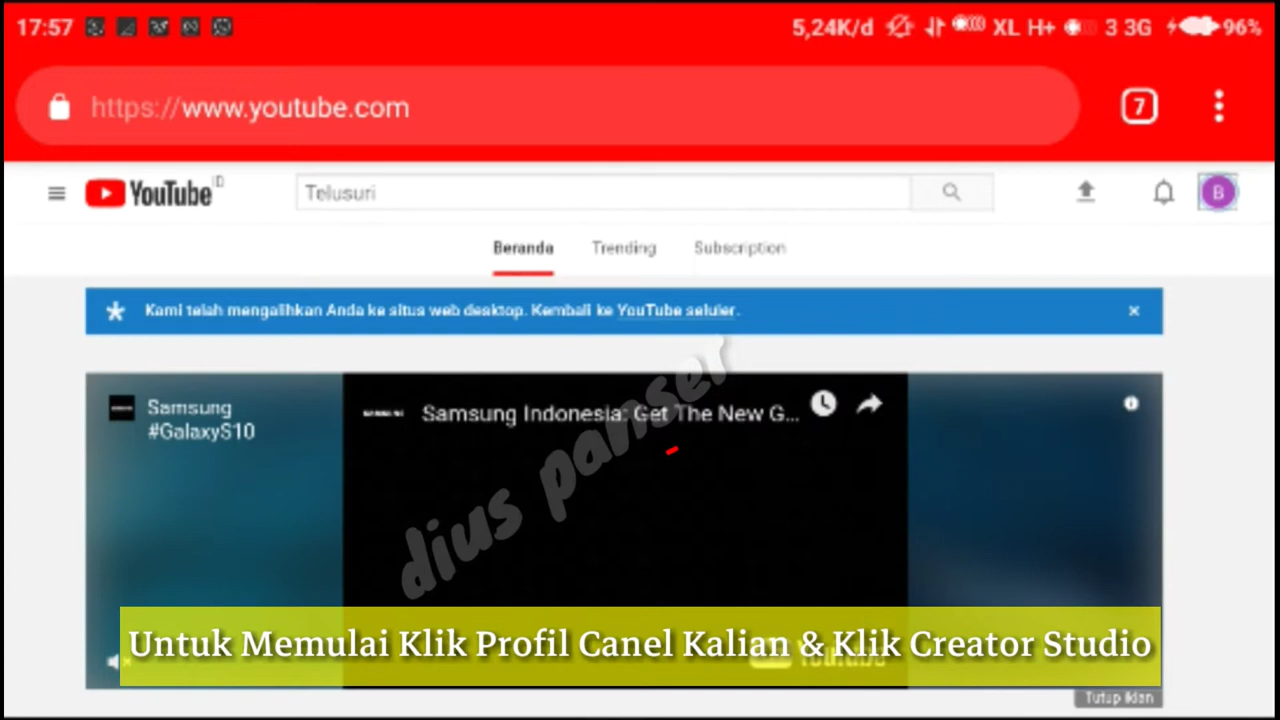 17:57 5,24K/d XL H+ 3 3G 96%
https://www.youtube.com 7
YouTube ID Telusuri B
Beranda Trending Subscription
Kami telah mengalihkan Anda ke situs web desktop. Kembali ke YouTube seluler. ×
Samsung
#GalaxyS10
SAMSUNG Samsung Indonesia: Get The New G...
dius panser
Untuk Memulai Klik Profil Canel Kalian & Klik Creator Studio
YouTube
Tutup Iklan